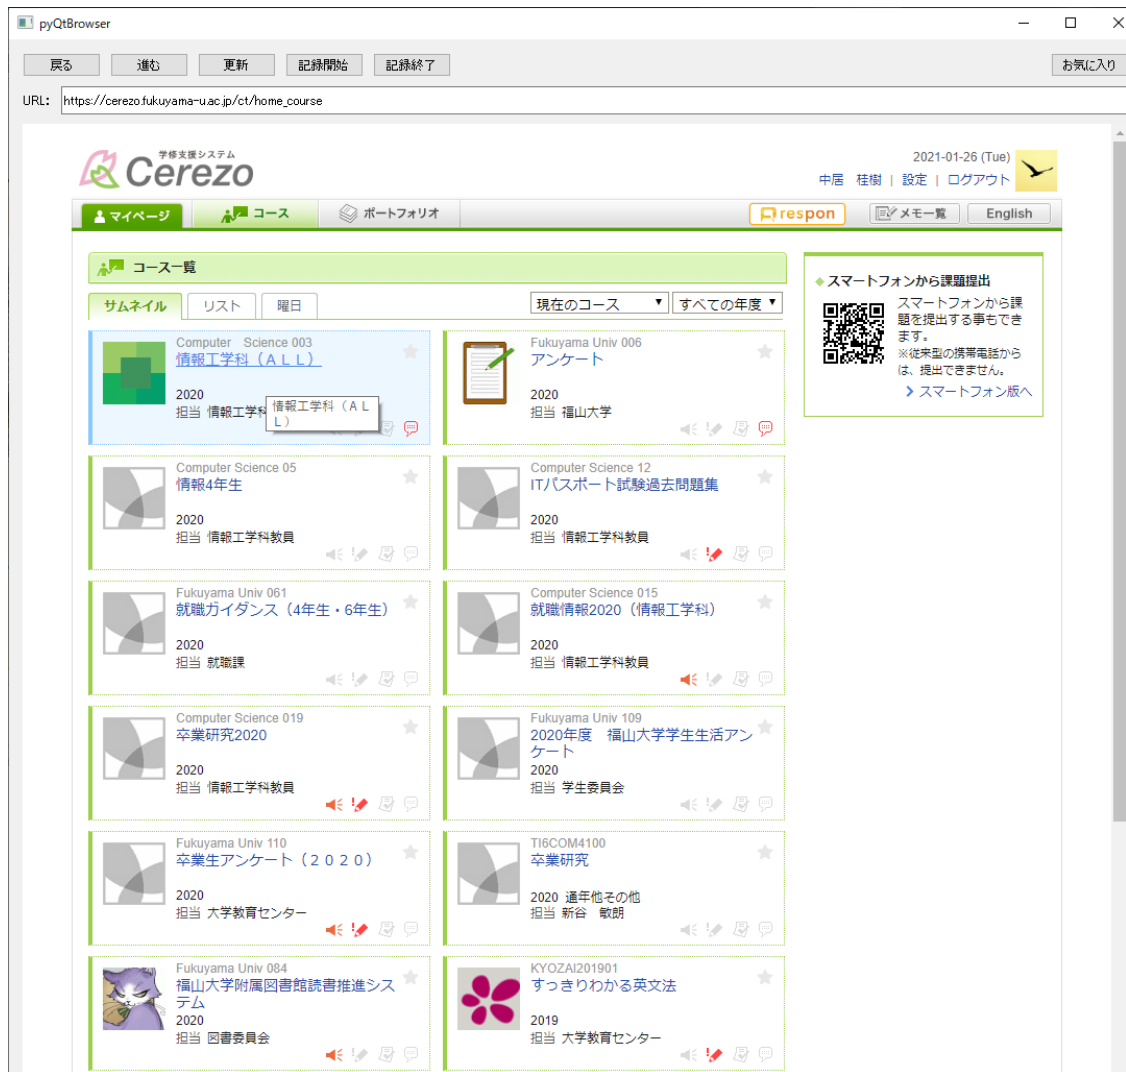 pyQtBrowser
戻る 進む 更新 記録開始 記録終了 お気に入り
URL: https://cerezo.fukuyama-u.ac.jp/ct/home_course
学修支援システム
Cerezo
2021-01-26 (Tue)
中居 桂樹 | 設定 | ログアウト
マイページ コース ポートフォリオ respon メモ一覧 English
コース一覧
サムネイル リスト 曜日 現在のコース すべての年度
Computer Science 003
情報工学科（ＡＬＬ）
2020
担当 情報工学科
情報工学科（ＡＬ
Ｌ）
Fukuyama Univ 006
アンケート
2020
担当 福山大学
Computer Science 05
情報4年生
2020
担当 情報工学科教員
Computer Science 12
ITパスポート試験過去問題集
2020
担当 情報工学科教員
Fukuyama Univ 061
就職ガイダンス（4年生・6年生）
2020
担当 就職課
Computer Science 015
就職情報2020（情報工学科）
2020
担当 情報工学科教員
Computer Science 019
卒業研究2020
2020
担当 情報工学科教員
Fukuyama Univ 109
2020年度　福山大学学生生活アン
ケート
2020
担当 学生委員会
Fukuyama Univ 110
卒業生アンケート（２０２０）
2020
担当 大学教育センター
TI6COM4100
卒業研究
2020 通年他その他
担当 新谷　敏朗
Fukuyama Univ 084
福山大学附属図書館読書推進シス
テム
2020
担当 図書委員会
KYOZAI201901
すっきりわかる英文法
2019
担当 大学教育センター
スマートフォンから課題提出
スマートフォンから課
題を提出する事もでき
ます。
※従来型の携帯電話から
は、提出できません。
スマートフォン版へ